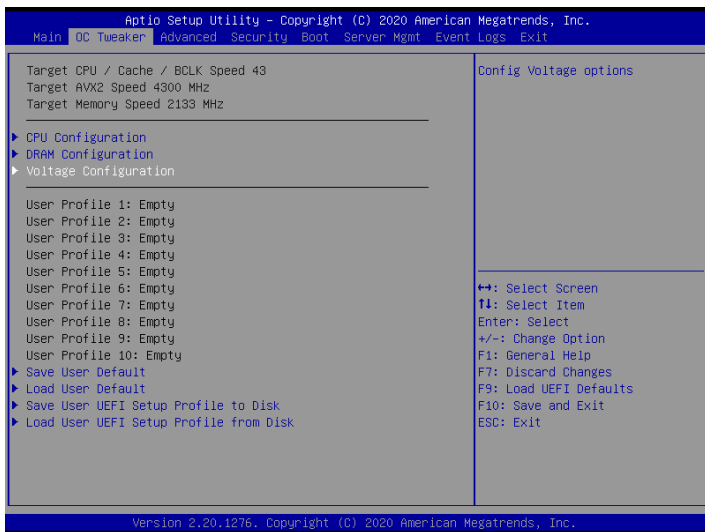 Aptio Setup Utility – Copyright (C) 2020 American Megatrends, Inc.
Main OC Tweaker Advanced Security Boot Server Mgmt Event Logs Exit
Target CPU / Cache / BCLK Speed 43
Target AVX2 Speed 4300 MHz
Target Memory Speed 2133 MHz
CPU Configuration
DRAM Configuration
Voltage Configuration
User Profile 1: Empty
User Profile 2: Empty
User Profile 3: Empty
User Profile 4: Empty
User Profile 5: Empty
User Profile 6: Empty
User Profile 7: Empty
User Profile 8: Empty
User Profile 9: Empty
User Profile 10: Empty
Save User Default
Load User Default
Save User UEFI Setup Profile to Disk
Load User UEFI Setup Profile from Disk
Config Voltage options
↔: Select Screen
↑↓: Select Item
Enter: Select
+/-: Change Option
F1: General Help
F7: Discard Changes
F9: Load UEFI Defaults
F10: Save and Exit
ESC: Exit
Version 2.20.1276. Copyright (C) 2020 American Megatrends, Inc.